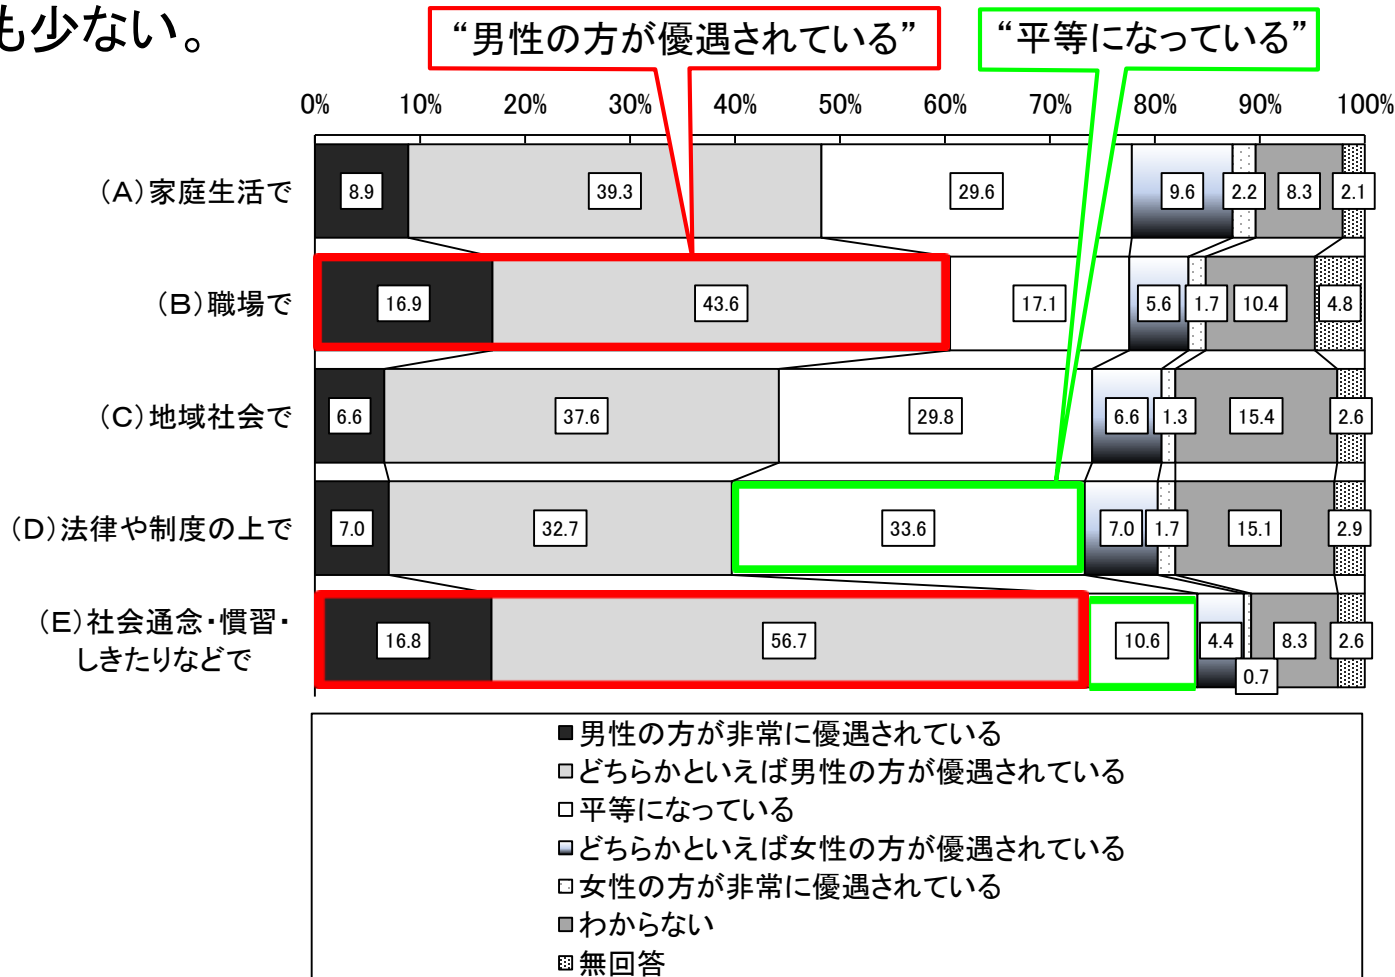 も少ない。
“男性の方が優遇されている”
“平等になっている”
0% 10% 20% 30% 40% 50% 60% 70% 80% 90% 100%
(A)家庭生活で 8.9 39.3 29.6 9.6 2.2 8.3 2.1
(B)職場で 16.9 43.6 17.1 5.6 1.7 10.4 4.8
(C)地域社会で 6.6 37.6 29.8 6.6 1.3 15.4 2.6
(D)法律や制度の上で 7.0 32.7 33.6 7.0 1.7 15.1 2.9
(E)社会通念・慣習・
しきたりなどで 16.8 56.7 10.6 4.4 0.7 8.3 2.6
男性の方が非常に優遇されている
どちらかといえば男性の方が優遇されている
平等になっている
どちらかといえば女性の方が優遇されている
女性の方が非常に優遇されている
わからない
無回答